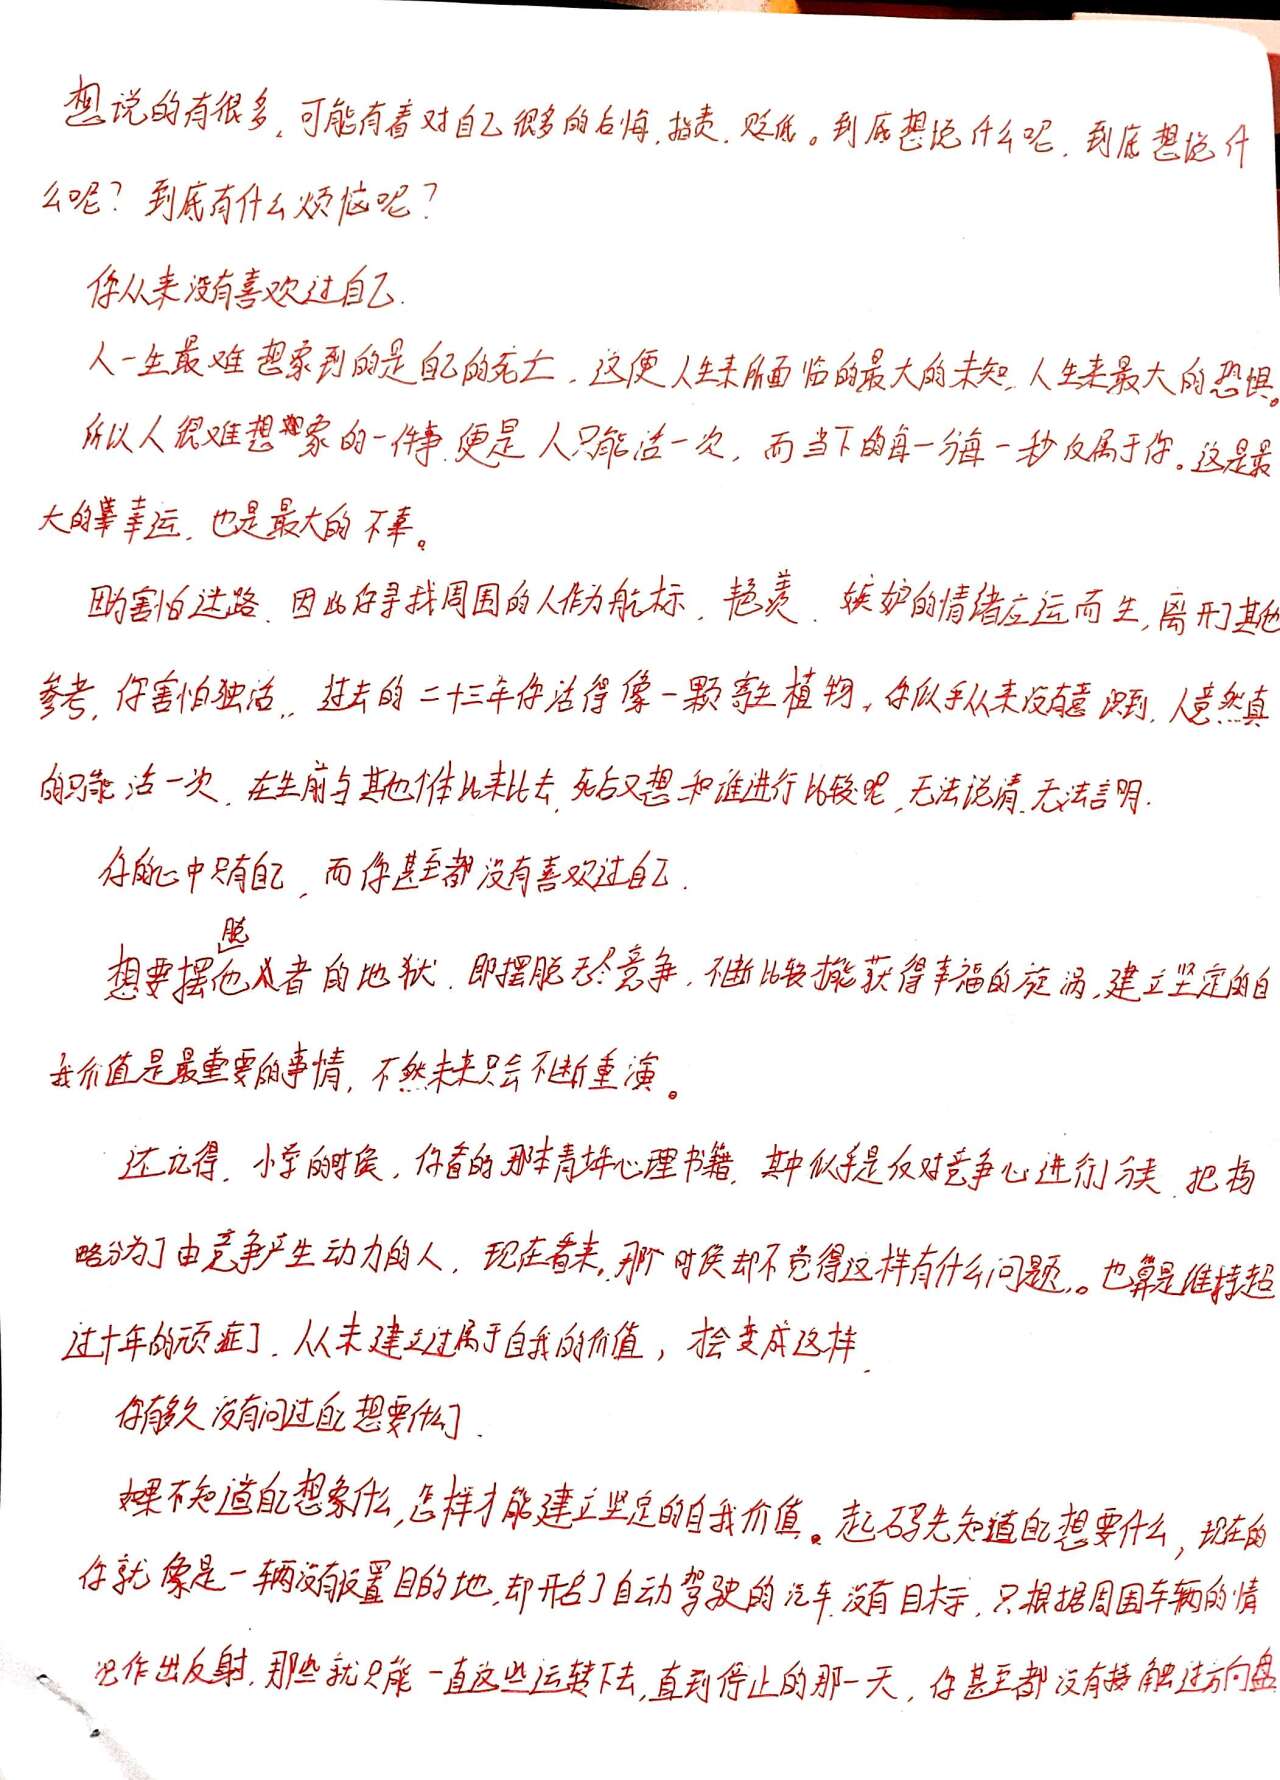 想说的有很多,可能有着对自己很多的后悔,指责,贬低。到底想说什么呢,到底想说什
么呢?到底有什么烦恼呢?
你从来没有喜欢过自己.
人一生最难想象到的是自己的死亡,这便人生来所面临的最大的未知,人生来最大的恐惧。
所以人很难想象的一件事,便是人只能活一次,而当下的每一分每一秒仅属于你。这是最
大的幸运,也是最大的不幸。
因为害怕迷路,因此你寻找周围的人作为航标,艳羡、嫉妒的情绪应运而生,离开了其他
参考,你害怕独活,过去的二十三年你活得像一颗寄生植物,你似乎从来没有意识到,人竟然真
的只能活一次,在生前与其他个体比来比去,死后又想和谁进行比较呢,无法说清,无法言明.
你的心中只有自己,而你甚至都没有喜欢过自己.
想要摆脱他者的地狱,即摆脱无尽竞争,不断比较才能获得幸福的旋涡,建立坚定的自
我价值是最重要的事情,不然未来只会不断重演。
还记得,小学的时候,你看的那本青少年心理书籍,其中似乎是仅对竞争心进行了分类,把
略分为了由竞争产生动力的人,现在看来,那个时候却不觉得这样有什么问题。也算是维持超
过十年的顽症了,从未建立过属于自我的价值,才会变成这样.
你有多久没有问过自己想要什么了.
如果不知道自己想象什么,怎样才能建立坚定的自我价值。起码先知道自己想要什么,现在的
你就像是一辆没有设置目的地,却开启了自动驾驶的汽车,没有目标,只根据周围车辆的情
况作出反射,那些就只能一直这些运转下去,直到停止的那一天,你甚至都没有接触过方向盘